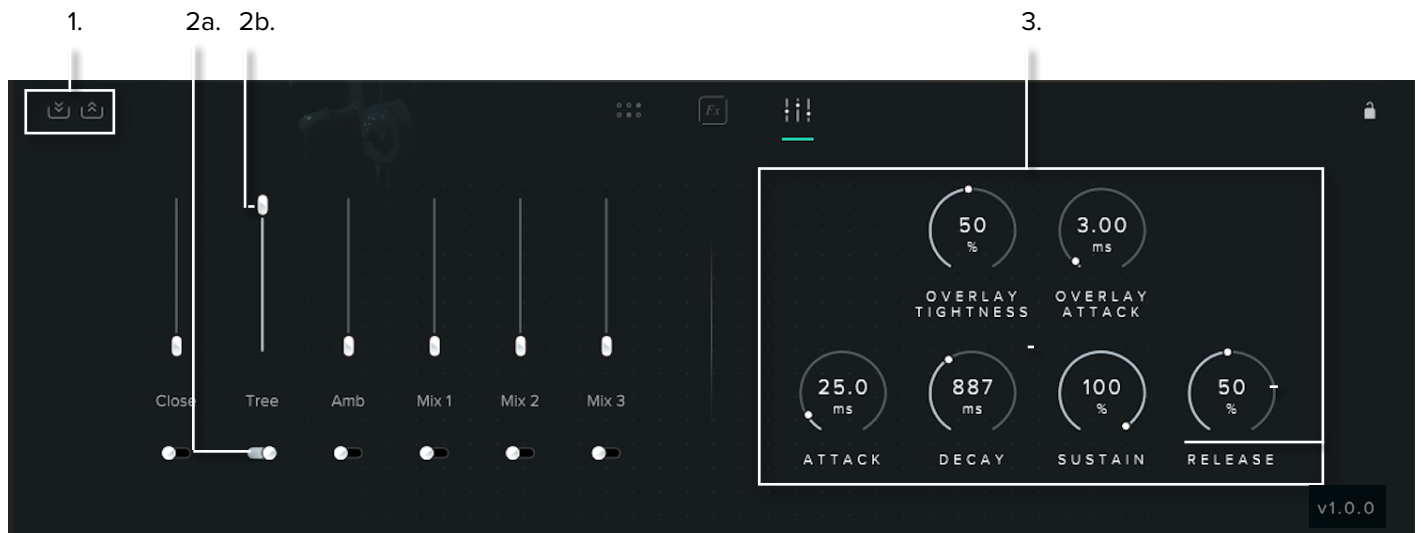 1. 2a. 2b. 3.
Fx
50 3.00
% ms
OVERLAY OVERLAY
TIGHTNESS ATTACK
25.0 887 100 50
ms ms % %
Close Tree Amb Mix 1 Mix 2 Mix 3
ATTACK DECAY SUSTAIN RELEASE
v1.0.0